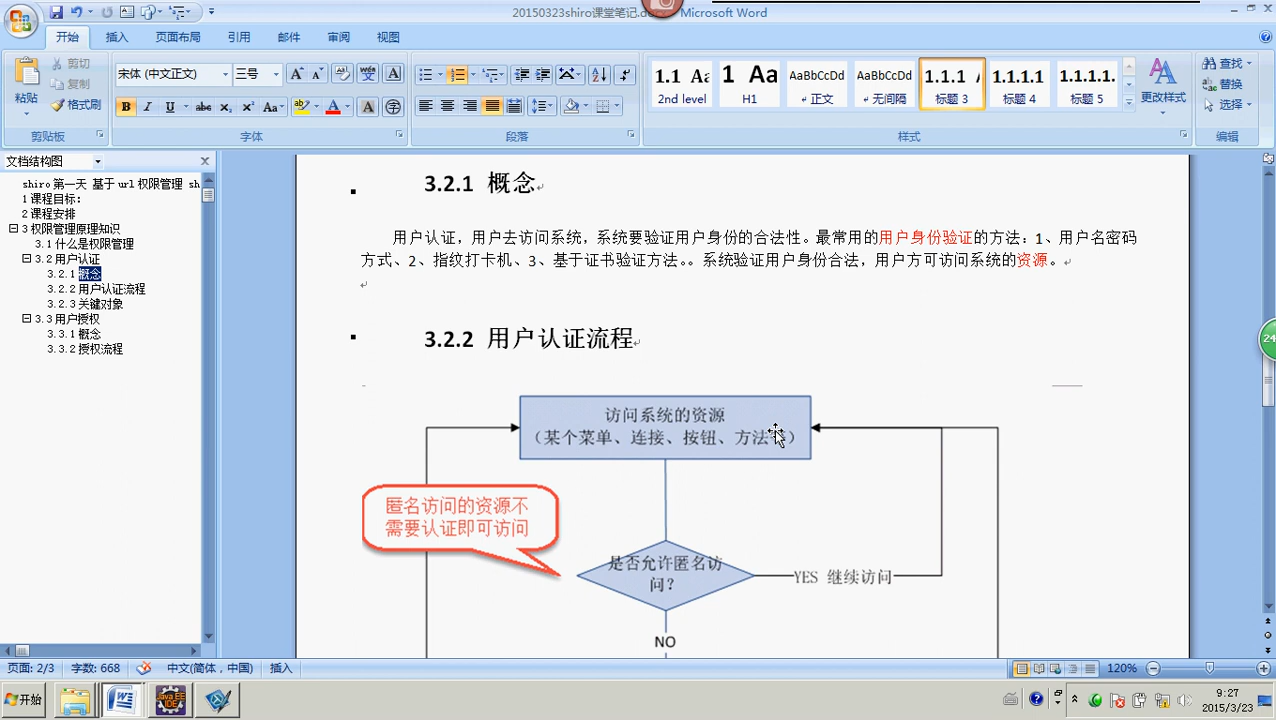 20150323shiro课堂笔记.docx - Microsoft Word
开始 插入 页面布局 引用 邮件 审阅 视图
粘贴 剪切 复制 格式刷
宋体 (中文正文) 三号
1.1 Aa 1 Aa AaBbCcDd AaBbCcDd 1.1.1 1.1.1.1 1.1.1.1.
2nd level H1 正文 无间隔 标题 3 标题 4 标题 5
更改样式
查找 替换 选择
剪贴板 字体 段落 样式 编辑
文档结构图
shiro第一天 基于url权限管理 sh
1 课程目标:
2 课程安排
3 权限管理原理知识
3.1 什么是权限管理
3.2 用户认证
3.2.1 概念
3.2.2 用户认证流程
3.2.3 关键对象
3.3 用户授权
3.3.1 概念
3.3.2 授权流程
3.2.1 概念
用户认证,用户去访问系统,系统要验证用户身份的合法性。最常用的用户身份验证的方法:1、用户名密码
方式、2、指纹打卡机、3、基于证书验证方法。。系统验证用户身份合法,用户方可访问系统的资源。
3.2.2 用户认证流程
访问系统的资源
(某个菜单、连接、按钮、方法等)
匿名访问的资源不
需要认证即可访问
是否允许匿名访
问?
YES 继续访问
NO
24
页面: 2/3 字数: 668 中文(简体,中国) 插入 120%
开始
9:27
2015/3/23